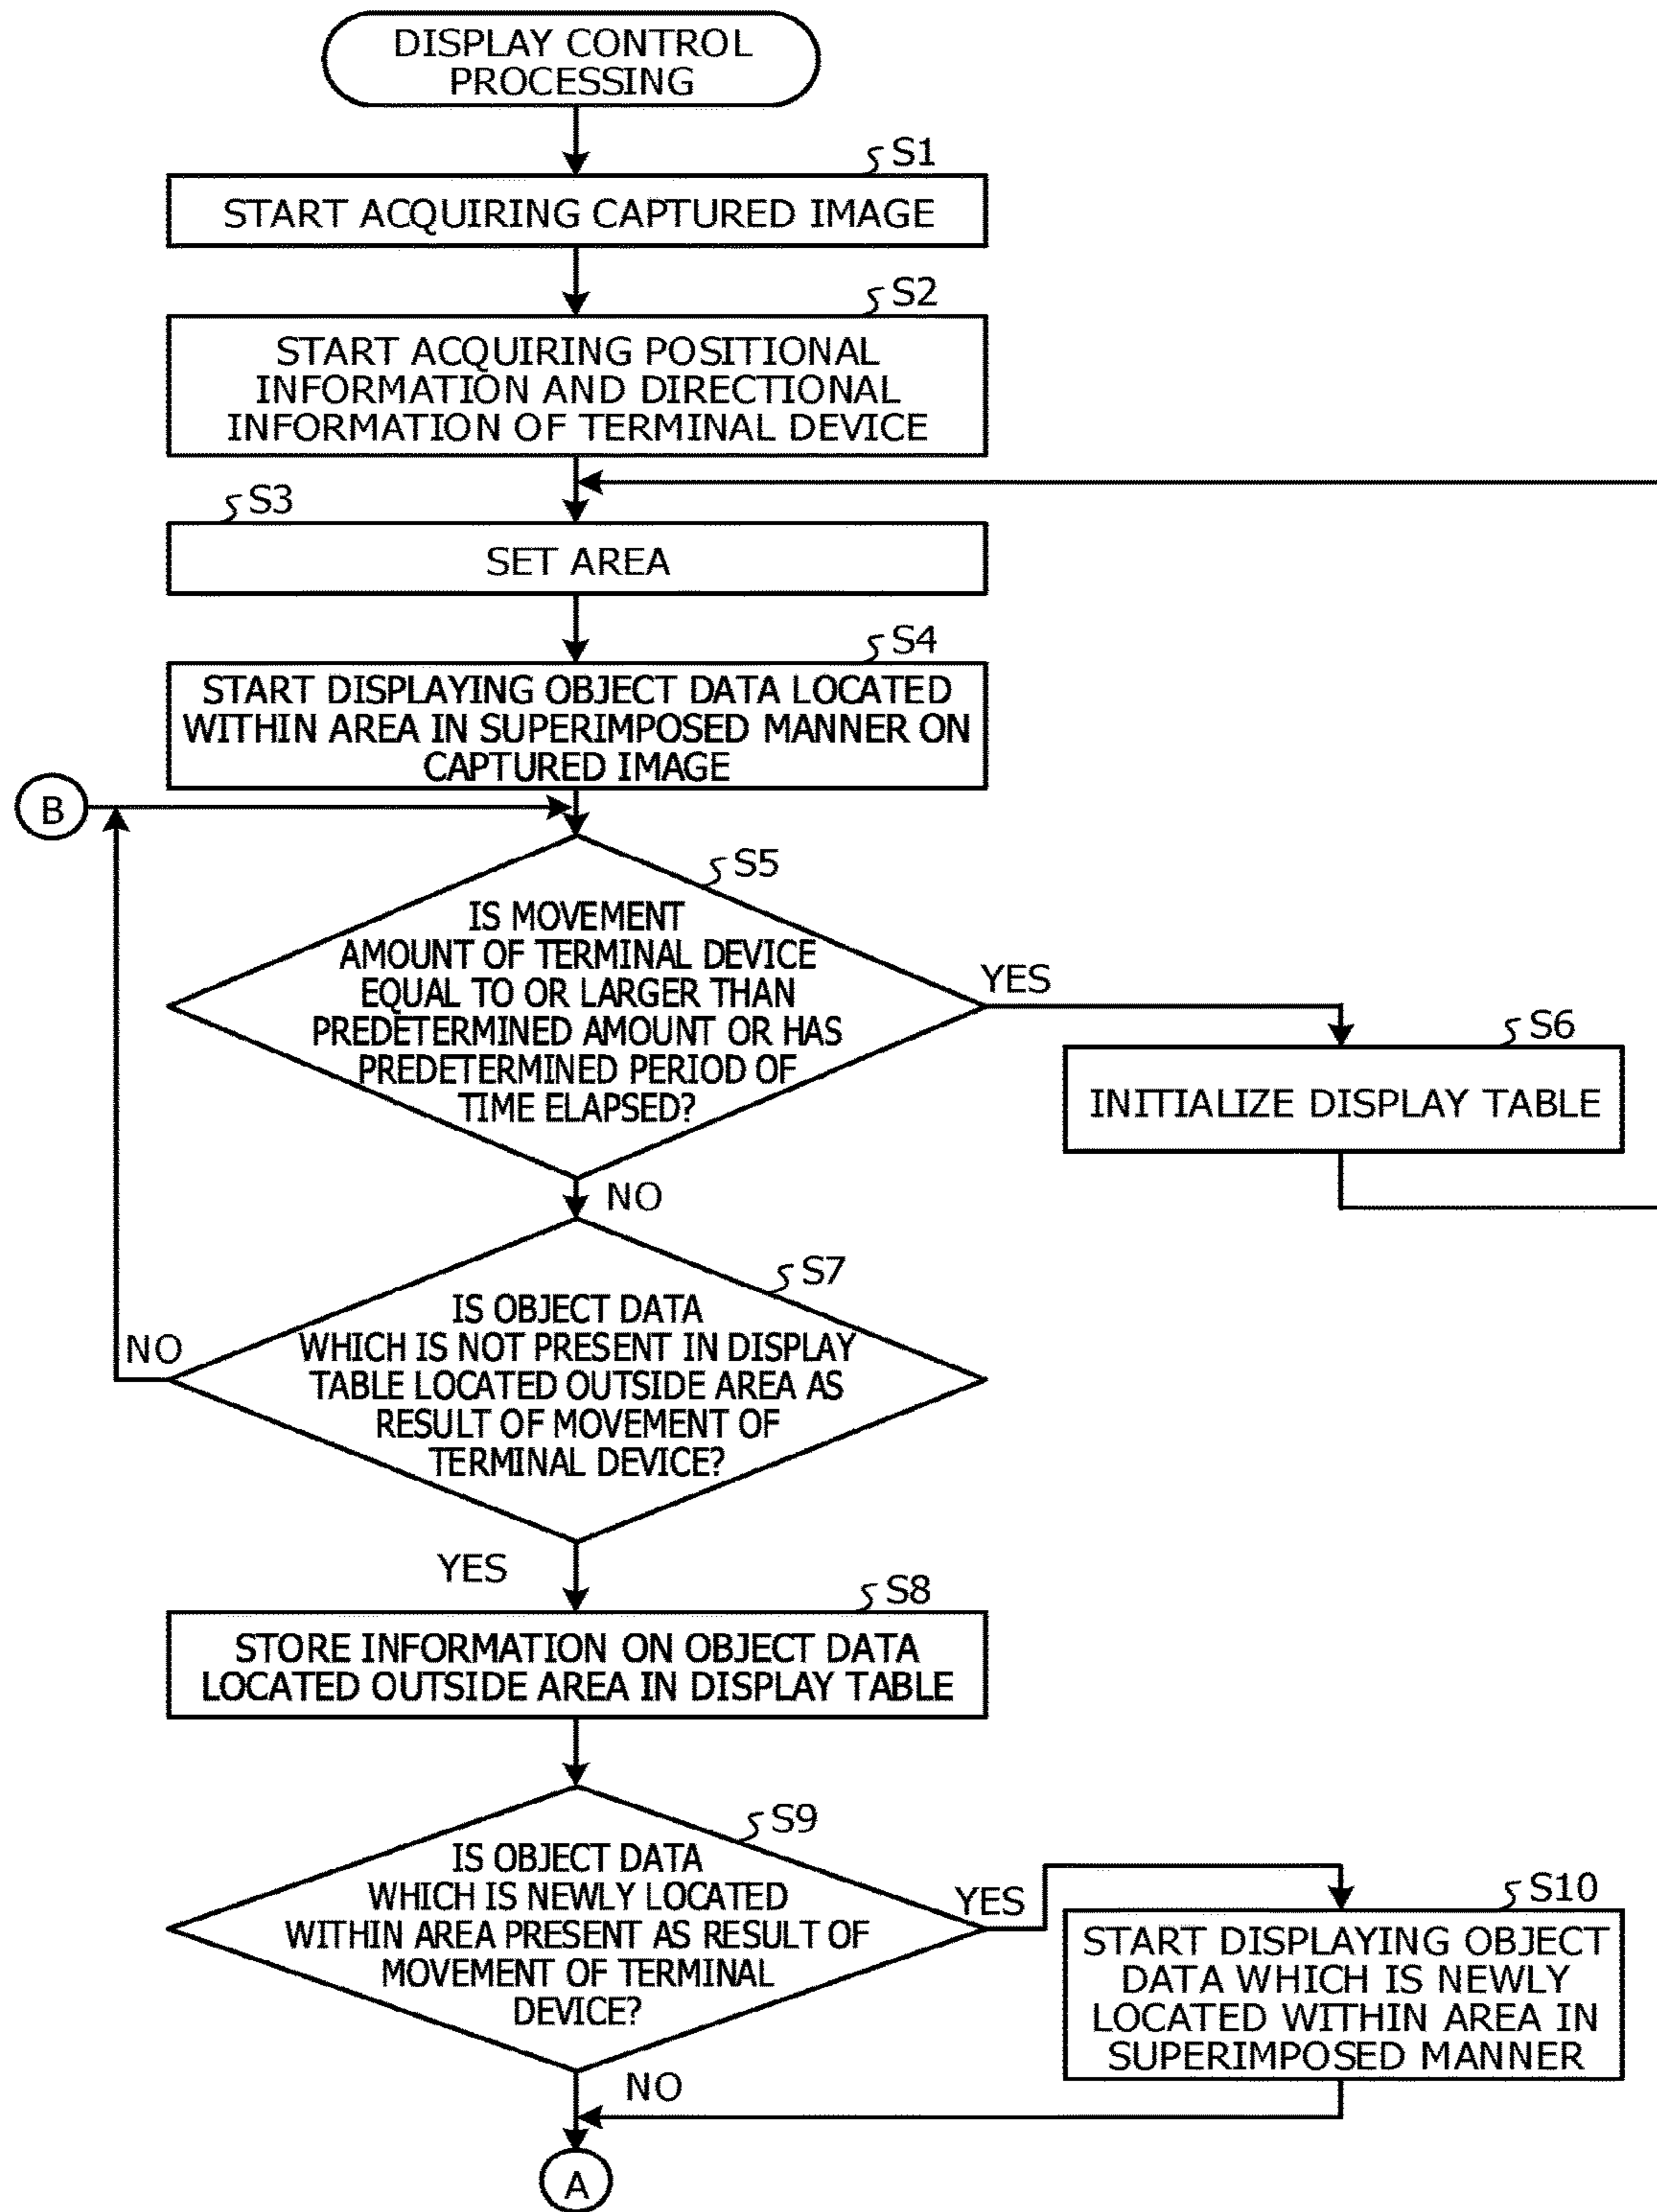 DISPLAY CONTROL
PROCESSING
S1
START ACQUIRING CAPTURED IMAGE
S2
START ACQUIRING POSITIONAL
INFORMATION AND DIRECTIONAL
INFORMATION OF TERMINAL DEVICE
S3
SET AREA
S4
START DISPLAYING OBJECT DATA LOCATED
WITHIN AREA IN SUPERIMPOSED MANNER ON
CAPTURED IMAGE
B
S5
IS MOVEMENT
AMOUNT OF TERMINAL DEVICE
EQUAL TO OR LARGER THAN
PREDETERMINED AMOUNT OR HAS
PREDETERMINED PERIOD OF
TIME ELAPSED?
YES
S6
INITIALIZE DISPLAY TABLE
NO
S7
IS OBJECT DATA
WHICH IS NOT PRESENT IN DISPLAY
TABLE LOCATED OUTSIDE AREA AS
RESULT OF MOVEMENT OF
TERMINAL DEVICE?
NO
YES
S8
STORE INFORMATION ON OBJECT DATA
LOCATED OUTSIDE AREA IN DISPLAY TABLE
S9
IS OBJECT DATA
WHICH IS NEWLY LOCATED
WITHIN AREA PRESENT AS RESULT OF
MOVEMENT OF TERMINAL
DEVICE?
YES
S10
START DISPLAYING OBJECT
DATA WHICH IS NEWLY
LOCATED WITHIN AREA IN
SUPERIMPOSED MANNER
NO
A